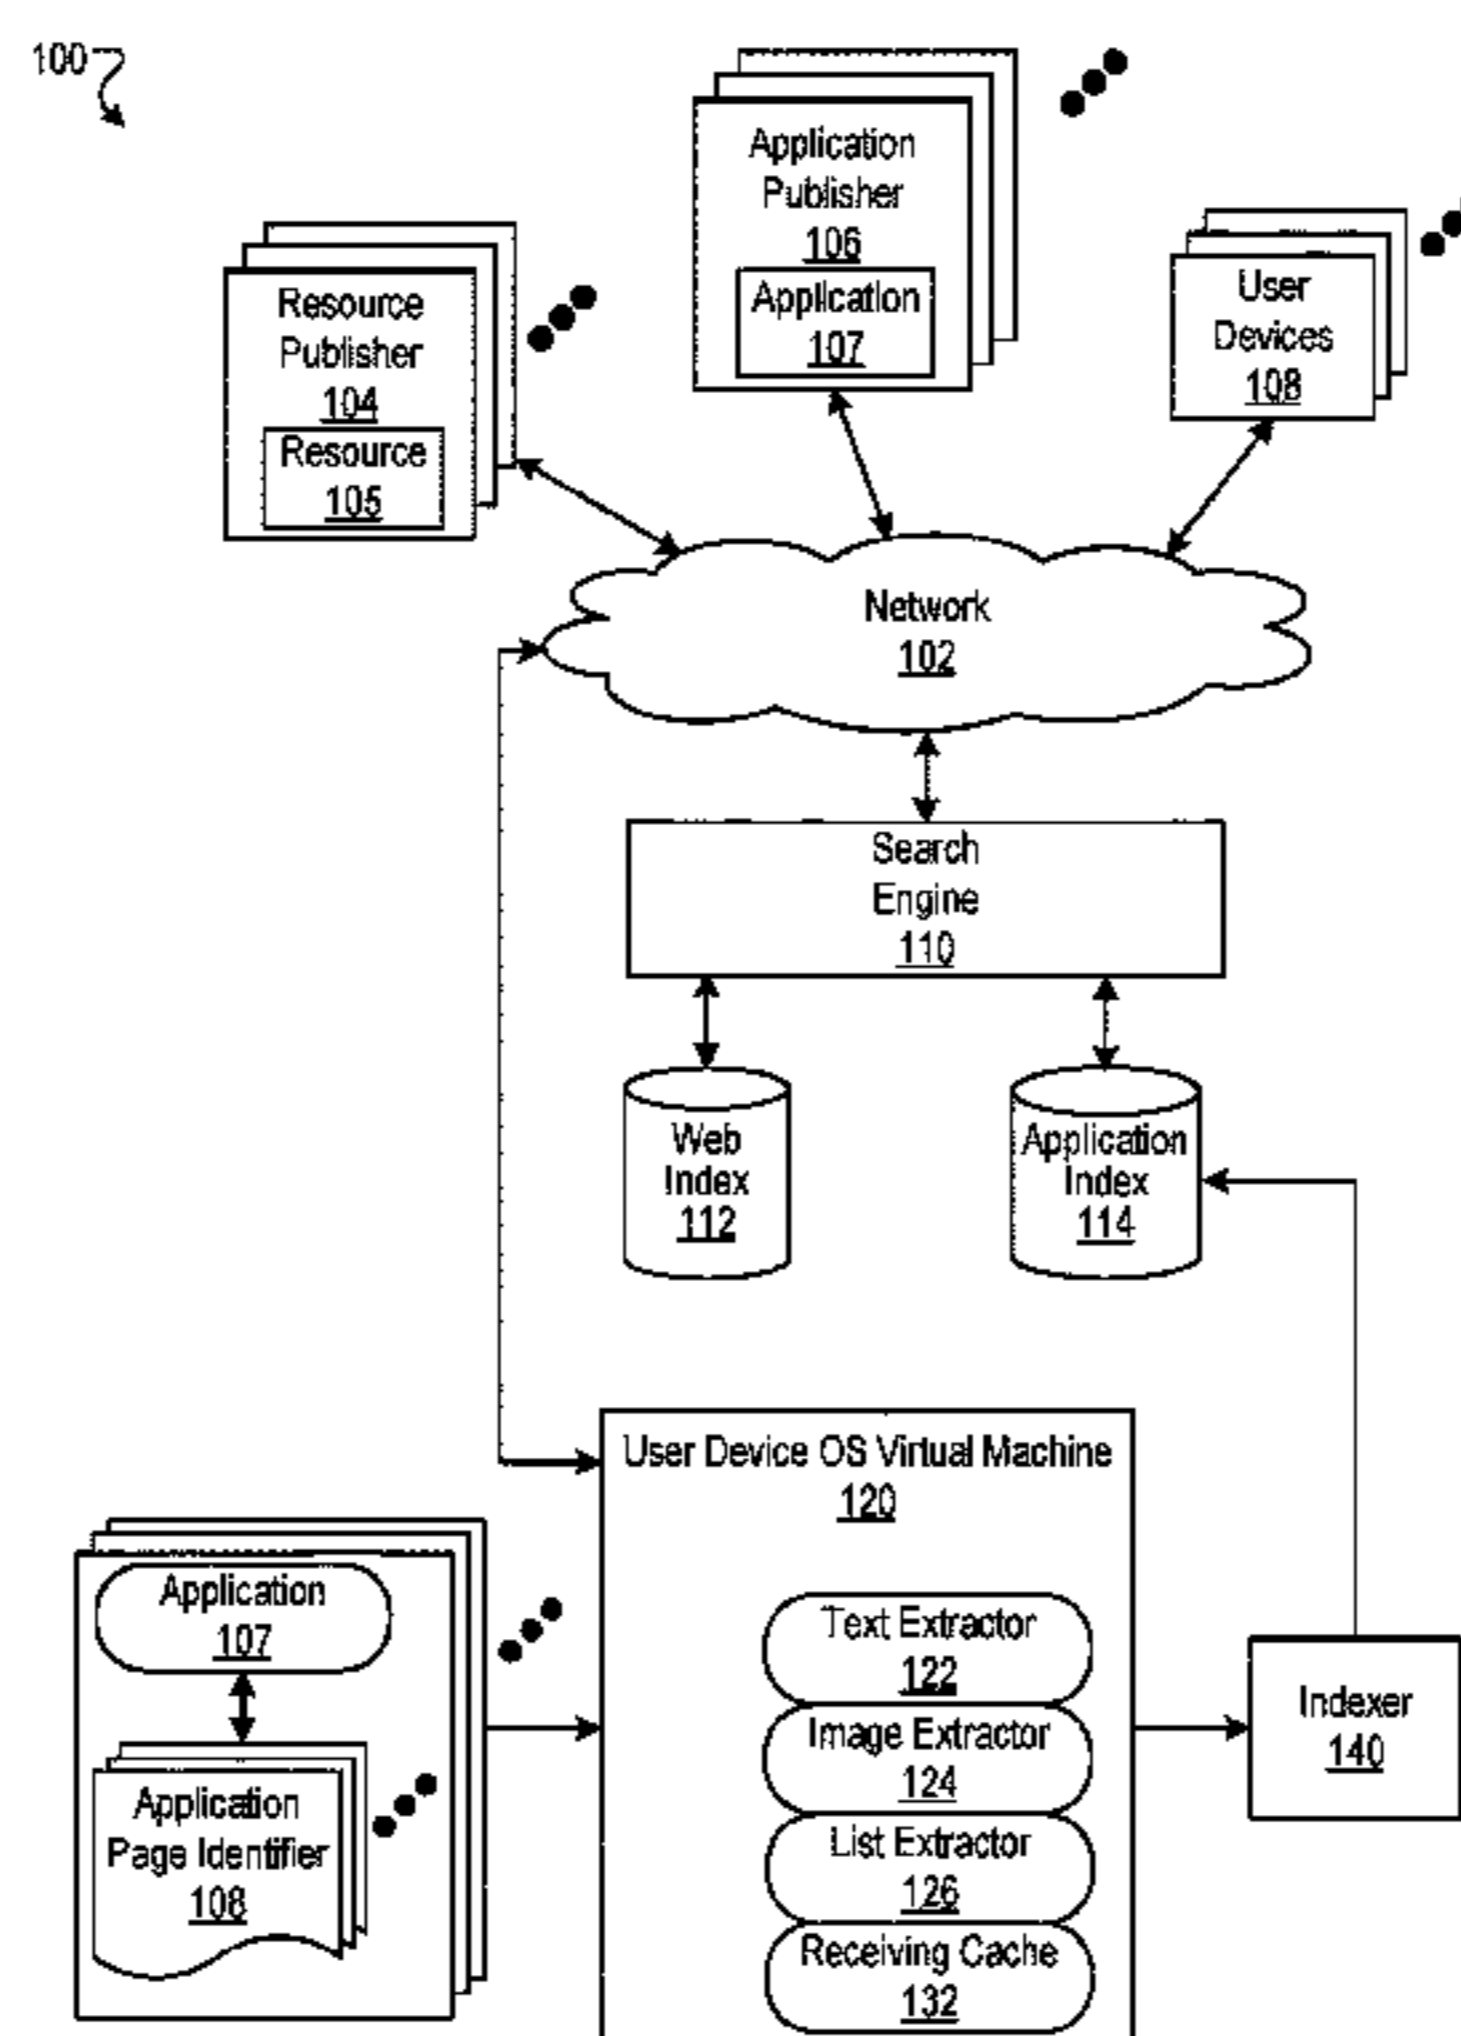 100
Application
Publisher
106
Application
107
Resource
Publisher
104
Resource
105
User
Devices
108
Network
102
Search
Engine
110
Web
Index
112
Application
Index
114
User Device OS Virtual Machine
120
Application
107
Application
Page Identifier
108
Text Extractor
122
Image Extractor
124
List Extractor
126
Receiving Cache
132
Indexer
140